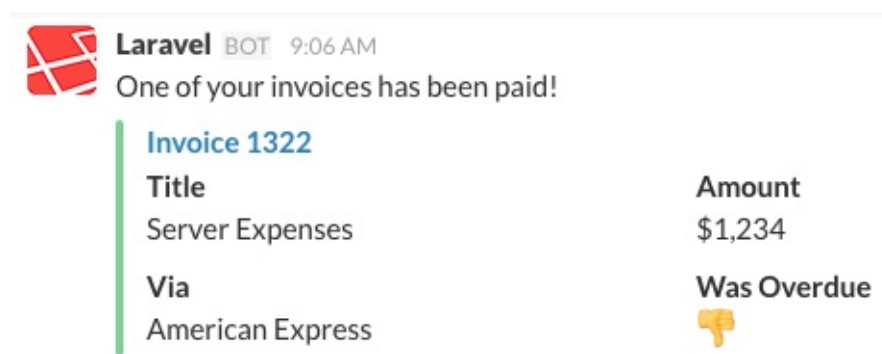 Laravel BOT 9:06 AM
One of your invoices has been paid!
Invoice 1322
Title Amount
Server Expenses $1,234
Via Was Overdue
American Express 👎